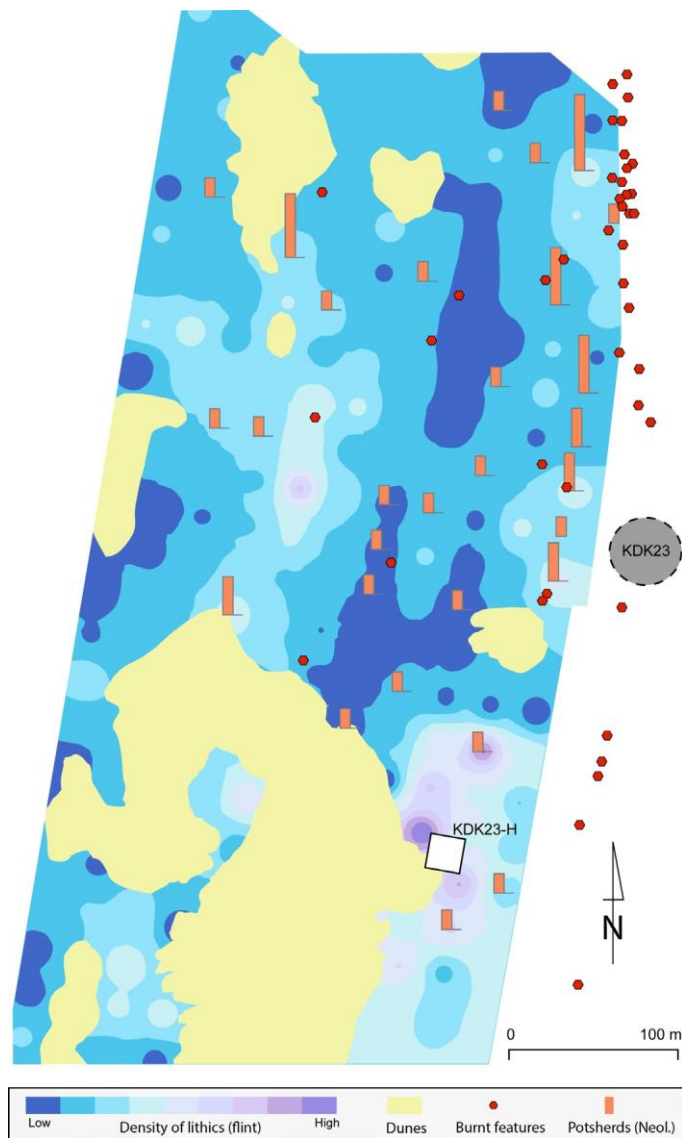 KDK23
KDK23-H
N
0 100 m
Low Density of lithics (flint) High Dunes Burnt features Potsherds (Neol.)